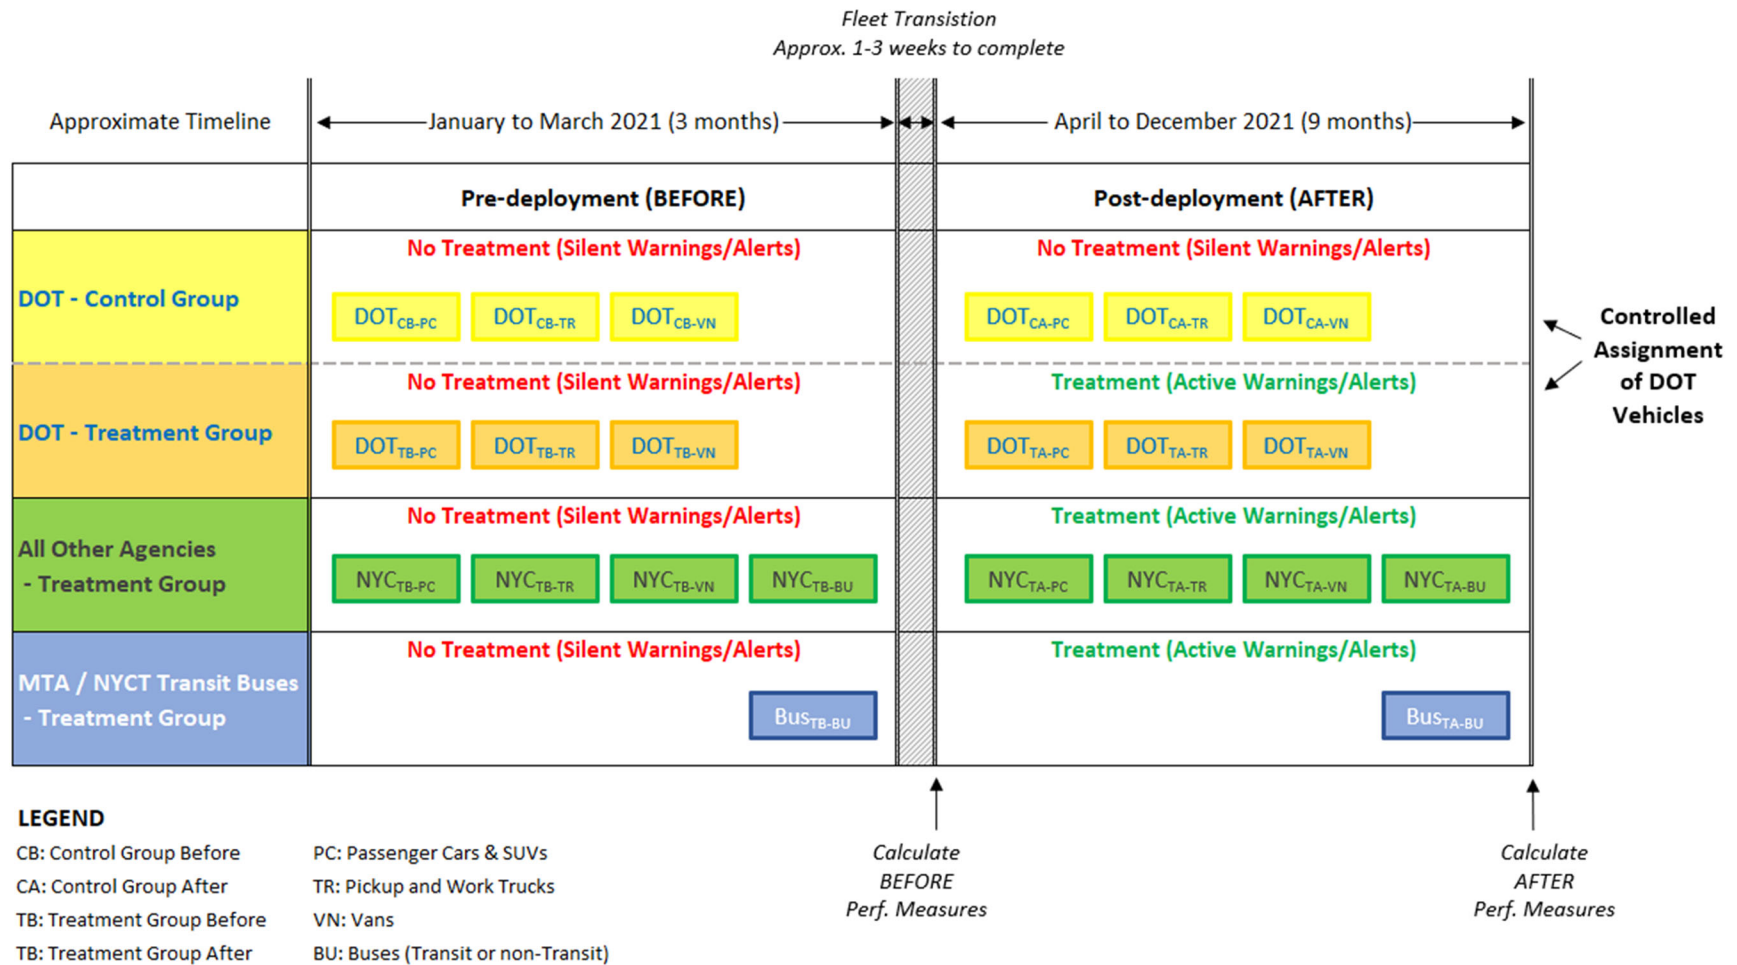 Fleet Transistion
Approx. 1-3 weeks to complete
Approximate Timeline
January to March 2021 (3 months)
April to December 2021 (9 months)
Pre-deployment (BEFORE)
Post-deployment (AFTER)
DOT - Control Group
No Treatment (Silent Warnings/Alerts)
DOTCB-PC
DOTCB-TR
DOTCB-VN
No Treatment (Silent Warnings/Alerts)
DOTCA-PC
DOTCA-TR
DOTCA-VN
DOT - Treatment Group
No Treatment (Silent Warnings/Alerts)
DOTTB-PC
DOTTB-TR
DOTTB-VN
Treatment (Active Warnings/Alerts)
DOTTA-PC
DOTTA-TR
DOTTA-VN
Controlled
Assignment
of DOT
Vehicles
All Other Agencies
- Treatment Group
No Treatment (Silent Warnings/Alerts)
NYCTB-PC
NYCTB-TR
NYCTB-VN
NYCTB-BU
Treatment (Active Warnings/Alerts)
NYCTA-PC
NYCTA-TR
NYCTA-VN
NYCTA-BU
MTA / NYCT Transit Buses
- Treatment Group
No Treatment (Silent Warnings/Alerts)
BusTB-BU
Treatment (Active Warnings/Alerts)
BusTA-BU
Calculate
BEFORE
Perf. Measures
Calculate
AFTER
Perf. Measures
LEGEND
CB: Control Group Before
CA: Control Group After
TB: Treatment Group Before
TB: Treatment Group After
PC: Passenger Cars & SUVs
TR: Pickup and Work Trucks
VN: Vans
BU: Buses (Transit or non-Transit)